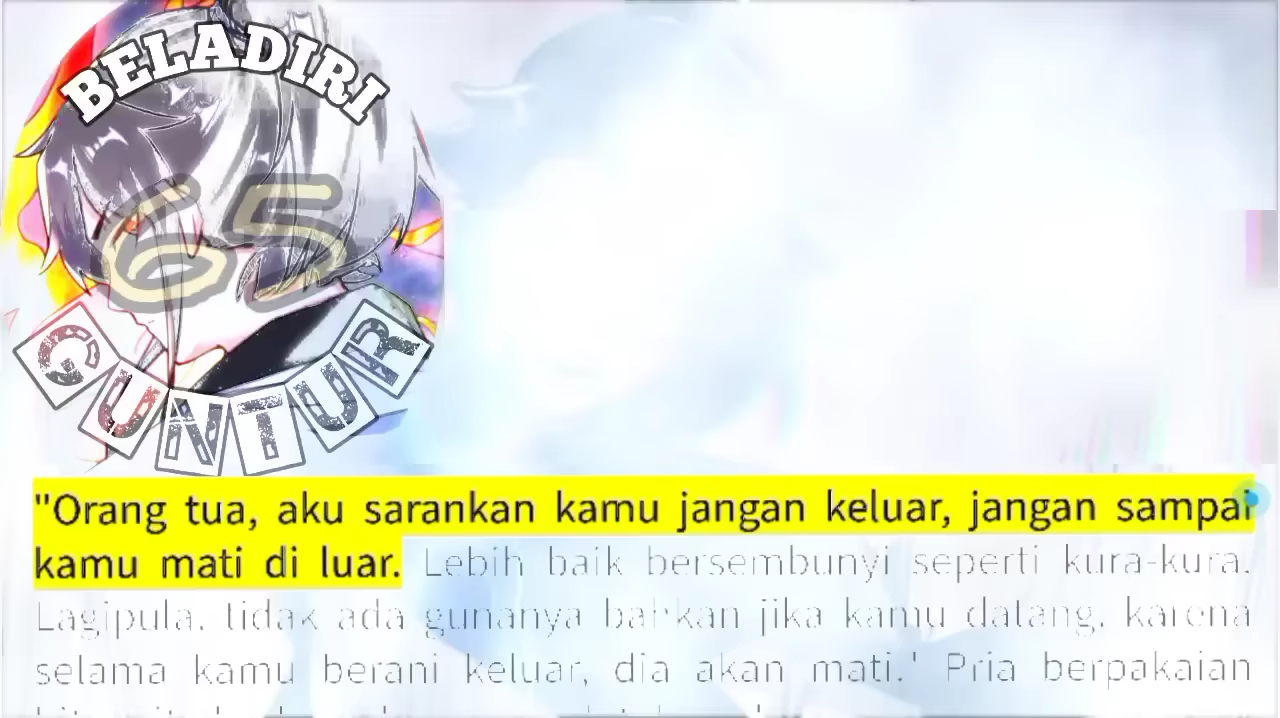 BELADIRI
65
GUNTUR
"Orang tua, aku sarankan kamu jangan keluar, jangan sampai
kamu mati di luar. Lebih baik bersembunyi seperti kura-kura.
Lagipula, tidak ada gunanya bahkan jika kamu datang, karena
selama kamu berani keluar, dia akan mati.' Pria berpakaian